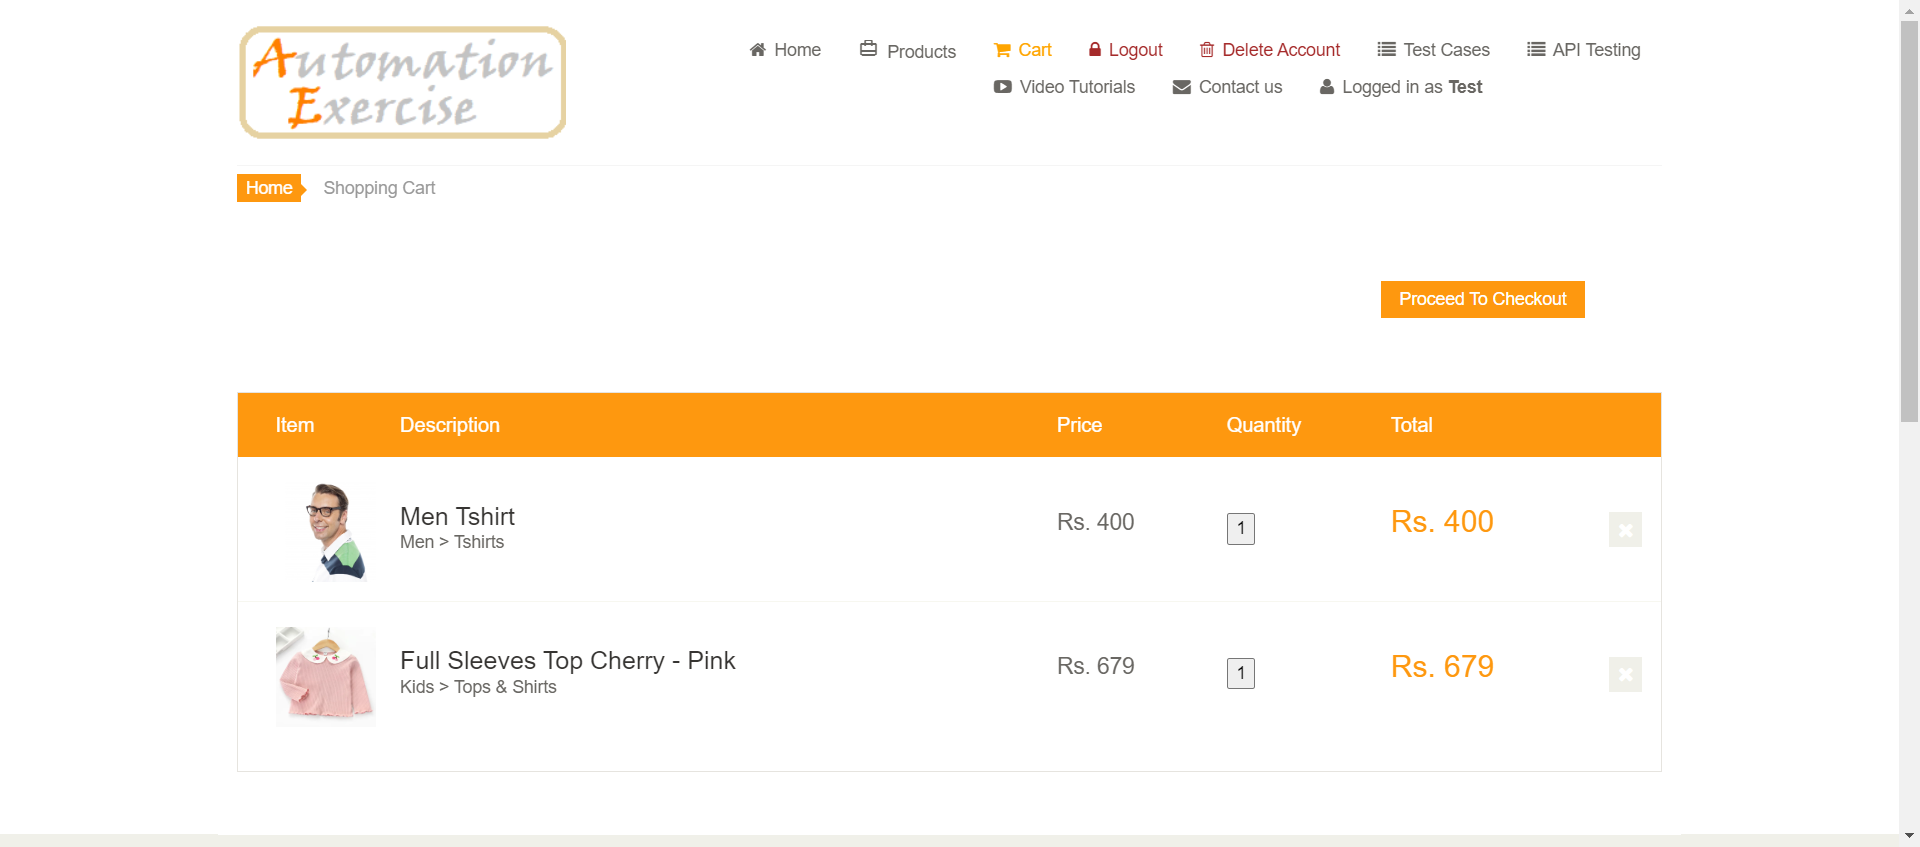 Automation
Exercise
Home Products Cart Logout Delete Account Test Cases API Testing
Video Tutorials Contact us Logged in as Test
Home Shopping Cart
Proceed To Checkout
Item Description Price Quantity Total
Men Tshirt
Men > Tshirts
Rs. 400 1 Rs. 400
Full Sleeves Top Cherry - Pink
Kids > Tops & Shirts
Rs. 679 1 Rs. 679